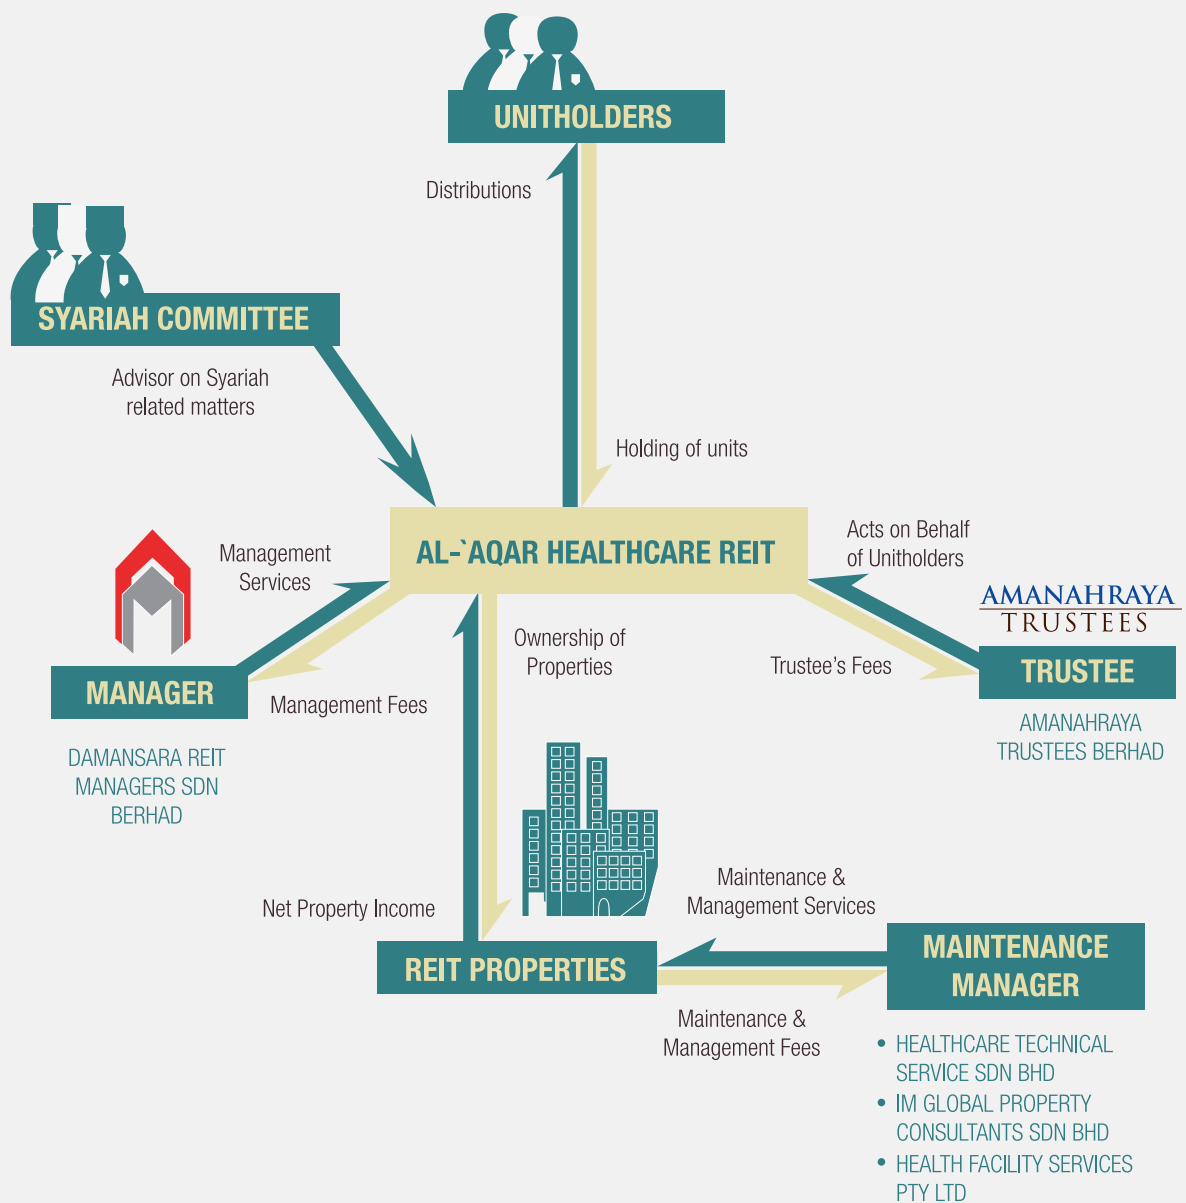 UNITHOLDERS
Distributions
SYARIAH COMMITTEE
Advisor on Syariah
related matters
Holding of units
AL-`AQAR HEALTHCARE REIT
Acts on Behalf
of Unitholders
Management
Services
AMANAHRAYA
TRUSTEES
Ownership of
Properties
Trustee's Fees
TRUSTEE
MANAGER
Management Fees
AMANAHRAYA
TRUSTEES BERHAD
DAMANSARA REIT
MANAGERS SDN
BERHAD
Maintenance &
Management Services
Net Property Income
REIT PROPERTIES
MAINTENANCE
MANAGER
Maintenance &
Management Fees
• HEALTHCARE TECHNICAL
SERVICE SDN BHD
• IM GLOBAL PROPERTY
CONSULTANTS SDN BHD
• HEALTH FACILITY SERVICES
PTY LTD